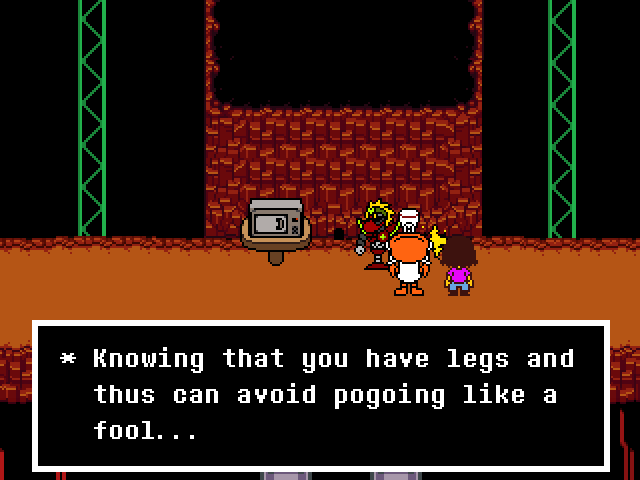 * Knowing that you have legs and
thus can avoid pogoing like a
fool...